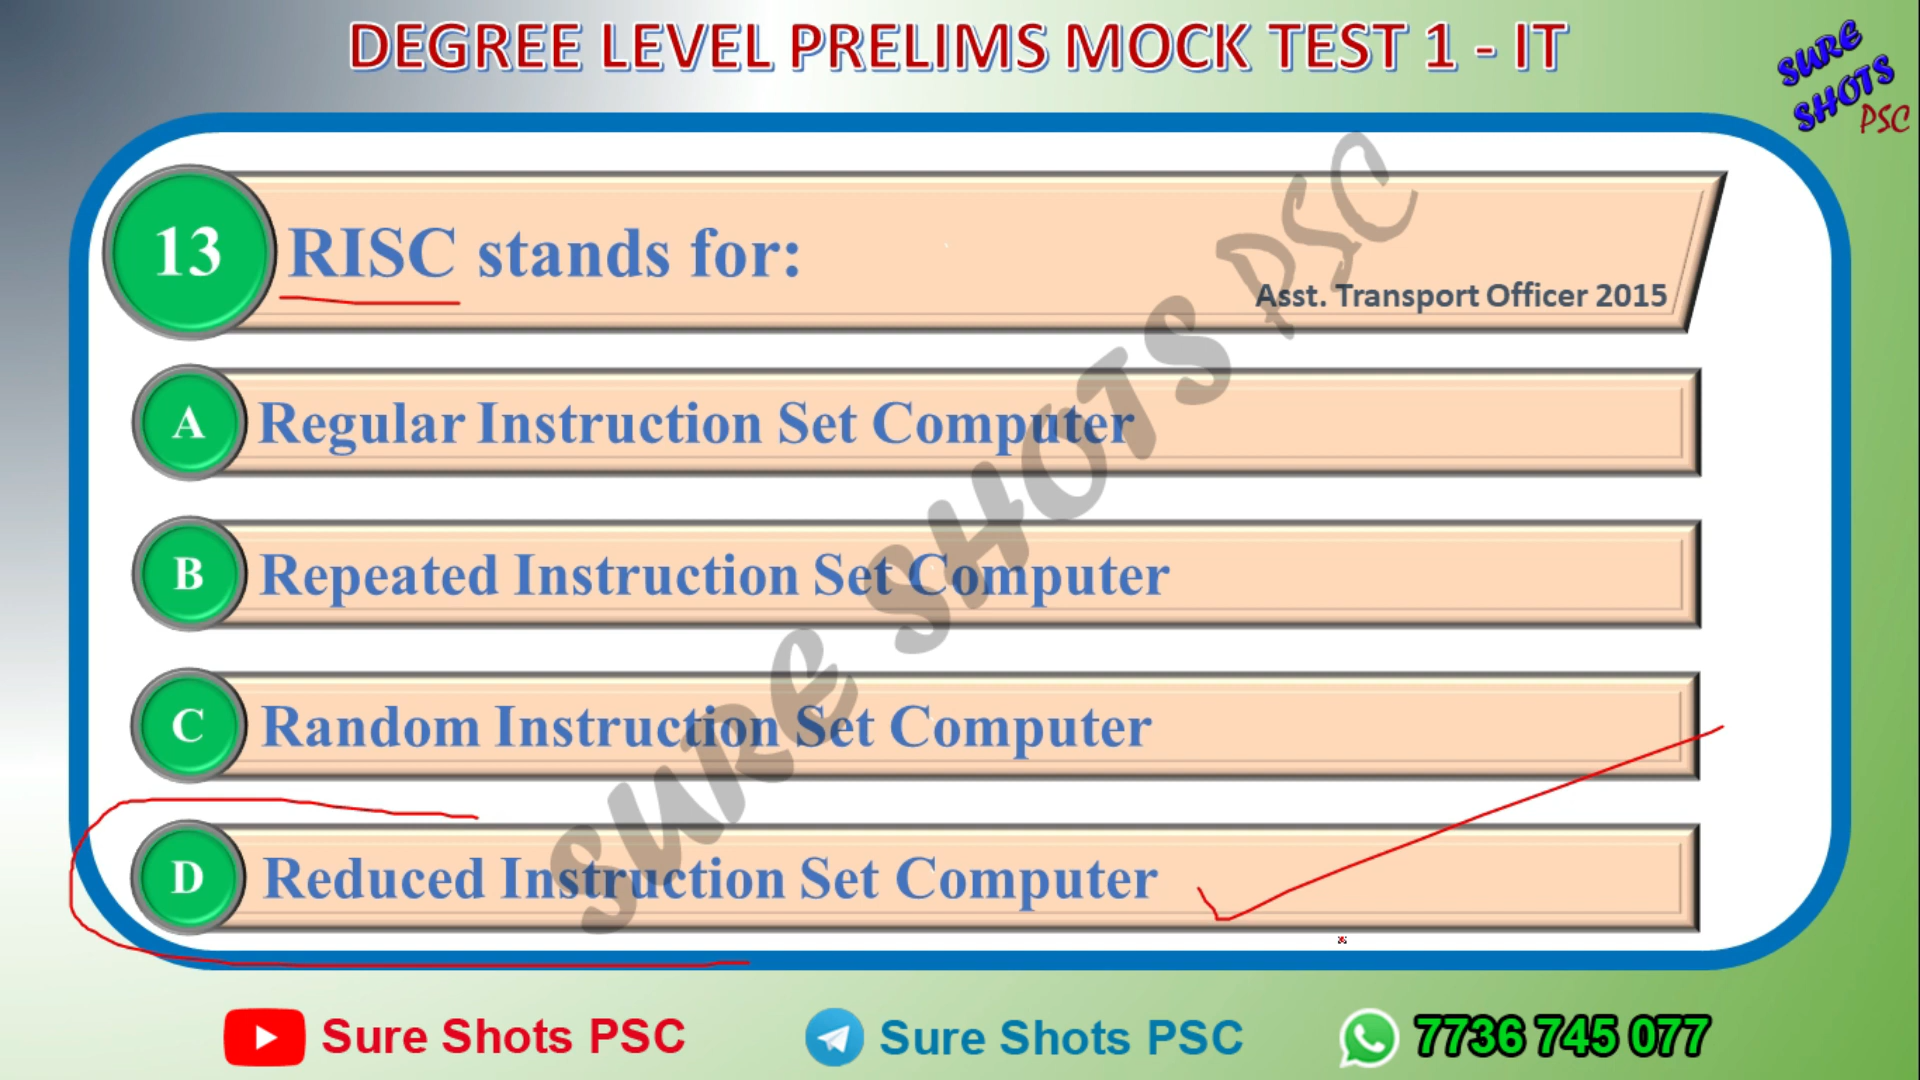 DEGREE LEVEL PRELIMS MOCK TEST 1 - IT
SURE
SHOTS
PSC
13
RISC stands for:
Asst. Transport Officer 2015
A
Regular Instruction Set Computer
B
Repeated Instruction Set Computer
C
Random Instruction Set Computer
D
Reduced Instruction Set Computer
SURE SHOTS PSC
Sure Shots PSC
Sure Shots PSC
7736 745 077